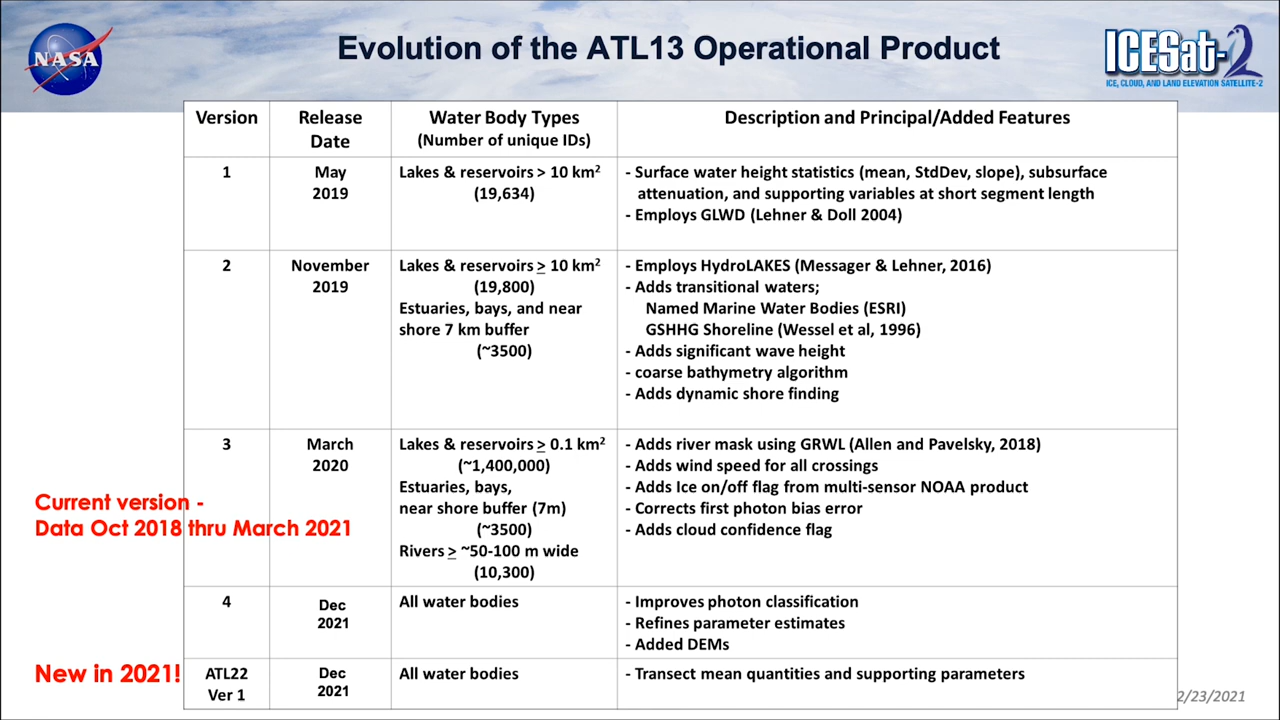 NASA
Evolution of the ATL13 Operational Product
ICESat-2
ICE, CLOUD, AND LAND ELEVATION SATELLITE-2
Version
Release
Date
Water Body Types
(Number of unique IDs)
Description and Principal/Added Features
1
May
2019
Lakes & reservoirs > 10 km²
(19,634)
- Surface water height statistics (mean, StdDev, slope), subsurface
attenuation, and supporting variables at short segment length
- Employs GLWD (Lehner & Doll 2004)
2
November
2019
Lakes & reservoirs ≥ 10 km²
(19,800)
Estuaries, bays, and near
shore 7 km buffer
(~3500)
- Employs HydroLAKES (Messager & Lehner, 2016)
- Adds transitional waters;
Named Marine Water Bodies (ESRI)
GSHHG Shoreline (Wessel et al, 1996)
- Adds significant wave height
- coarse bathymetry algorithm
- Adds dynamic shore finding
3
March
2020
Lakes & reservoirs ≥ 0.1 km²
(~1,400,000)
Estuaries, bays,
near shore buffer (7m)
(~3500)
Rivers ≥ ~50-100 m wide
(10,300)
- Adds river mask using GRWL (Allen and Pavelsky, 2018)
- Adds wind speed for all crossings
- Adds Ice on/off flag from multi-sensor NOAA product
- Corrects first photon bias error
- Adds cloud confidence flag
Current version -
Data Oct 2018 thru March 2021
4
Dec
2021
All water bodies
- Improves photon classification
- Refines parameter estimates
- Added DEMs
New in 2021!
ATL22
Ver 1
Dec
2021
All water bodies
- Transect mean quantities and supporting parameters
2/23/2021